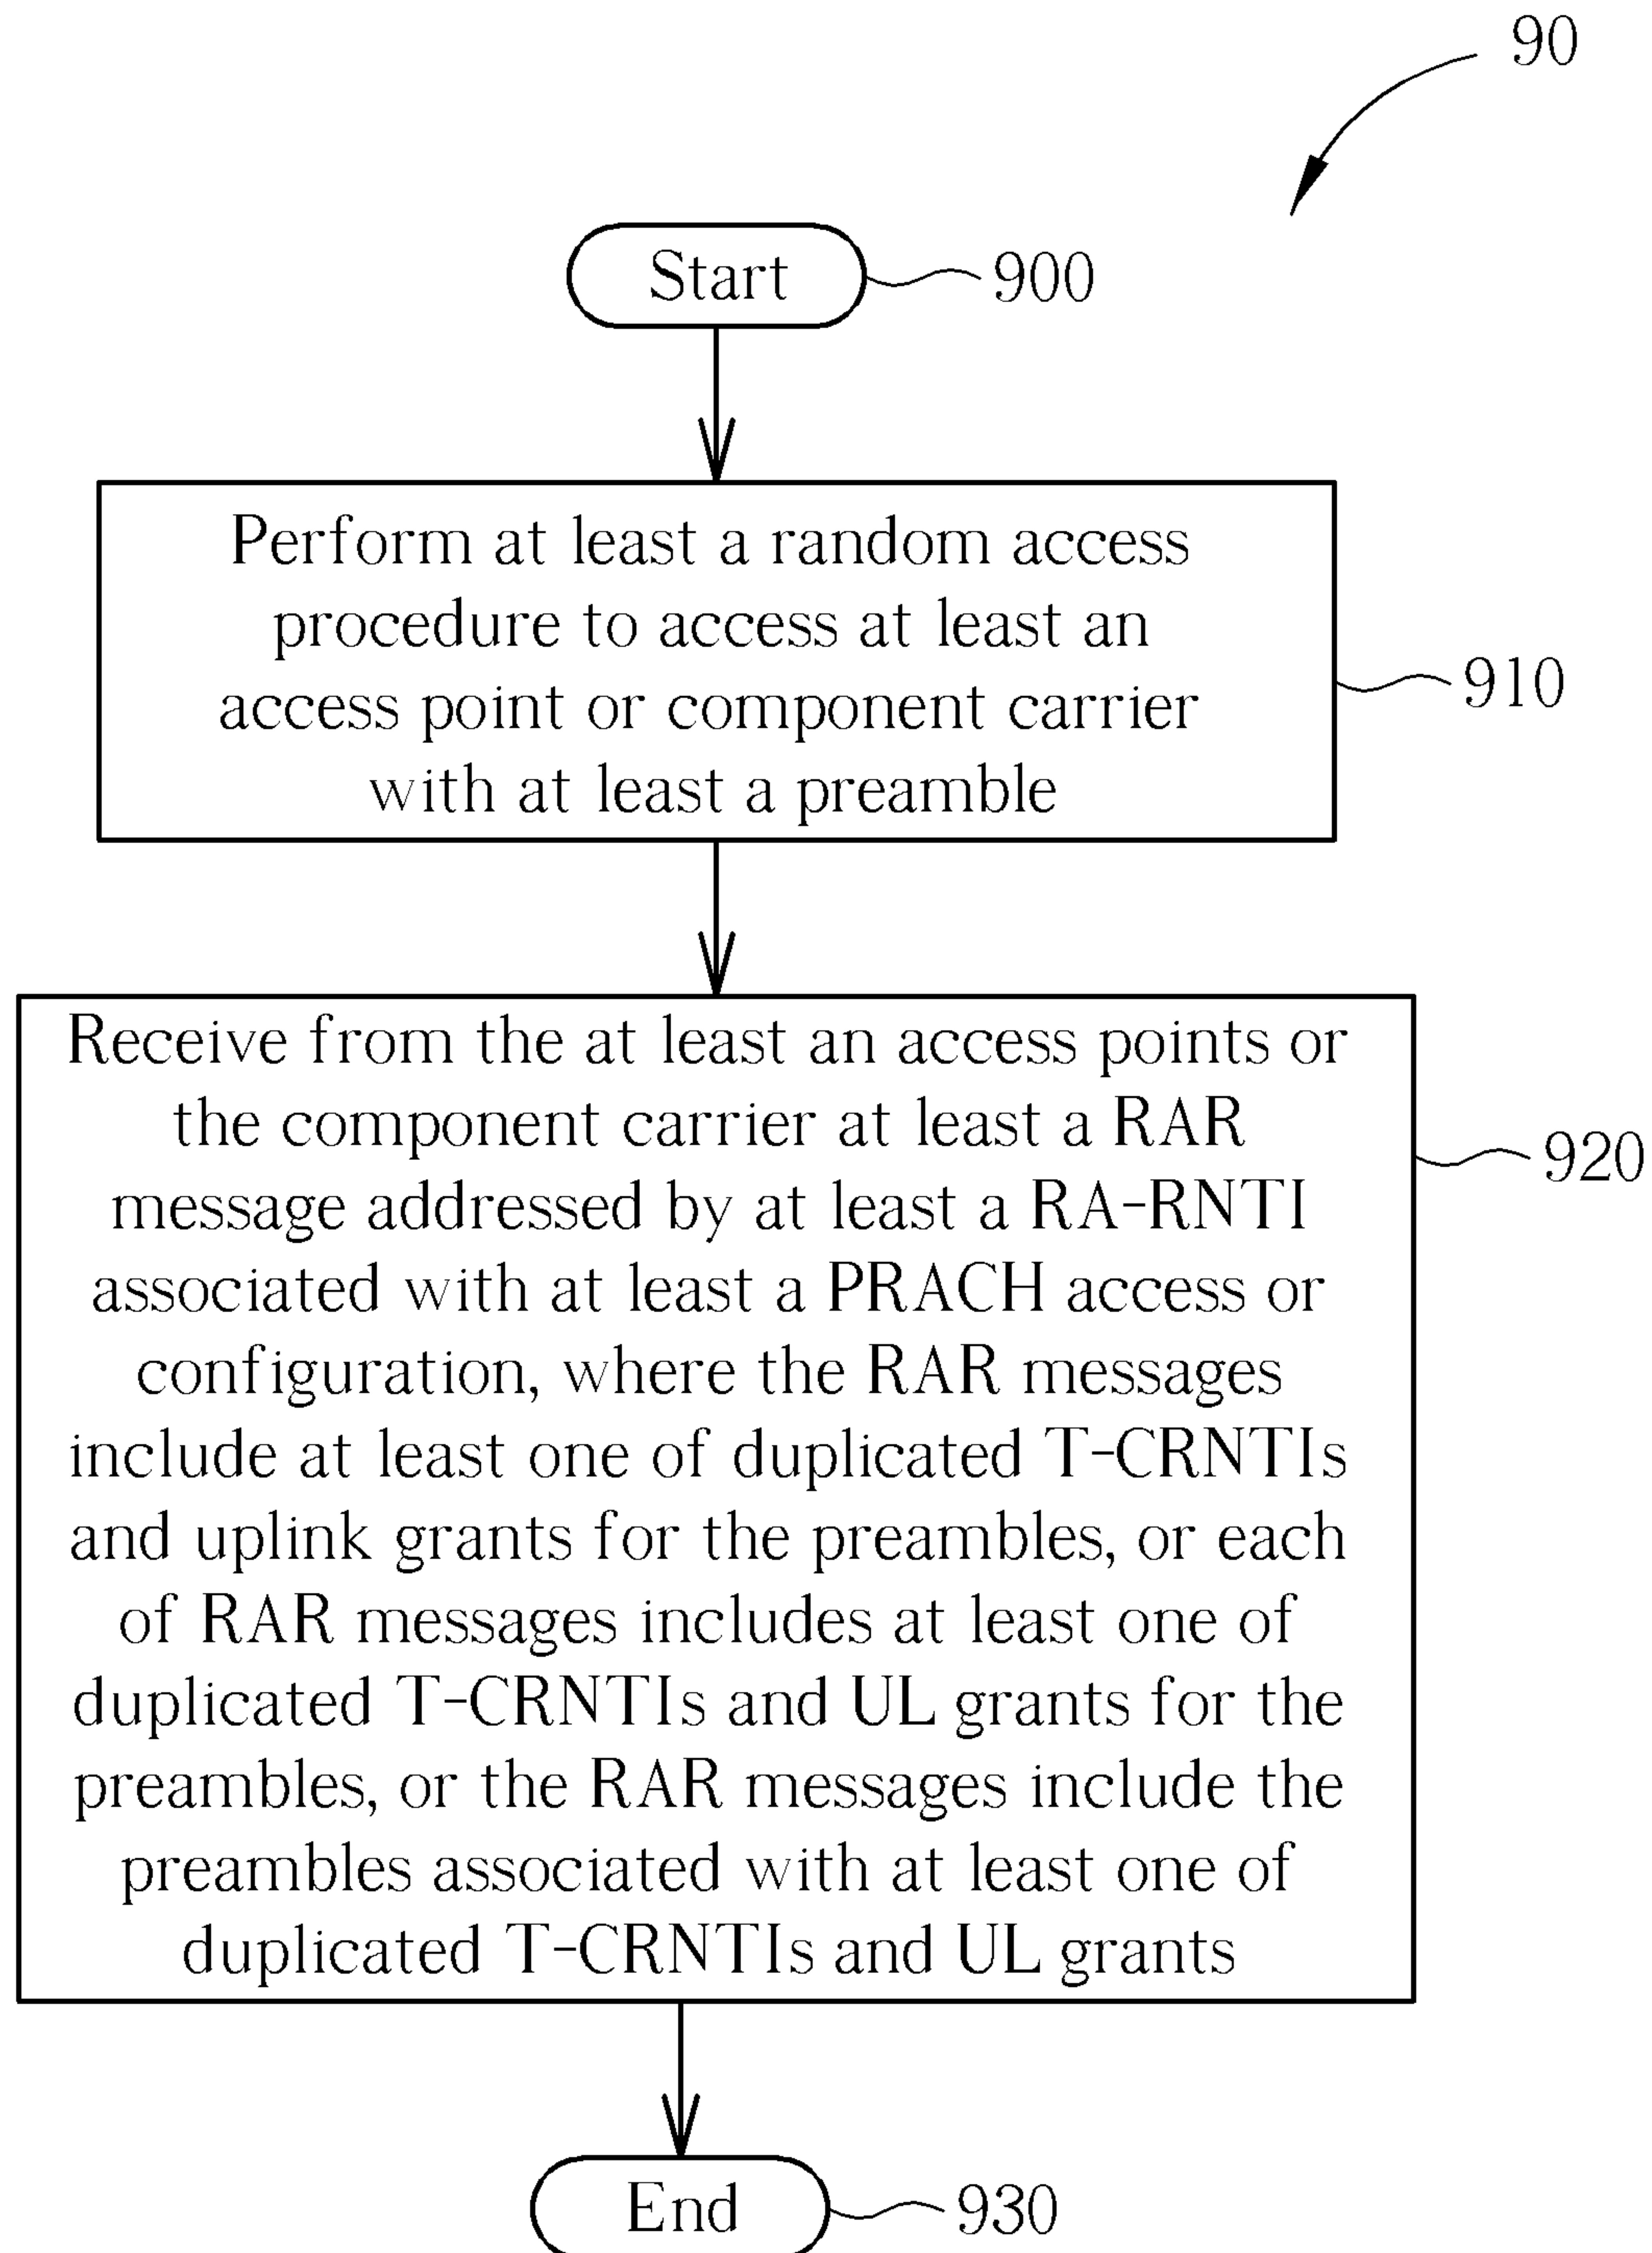 90
Start
900
Perform at least a random access
procedure to access at least an
access point or component carrier
with at least a preamble
910
Receive from the at least an access points or
the component carrier at least a RAR
message addressed by at least a RA-RNTI
associated with at least a PRACH access or
configuration, where the RAR messages
include at least one of duplicated T-CRNTIs
and uplink grants for the preambles, or each
of RAR messages includes at least one of
duplicated T-CRNTIs and UL grants for the
preambles, or the RAR messages include the
preambles associated with at least one of
duplicated T-CRNTIs and UL grants
920
End
930